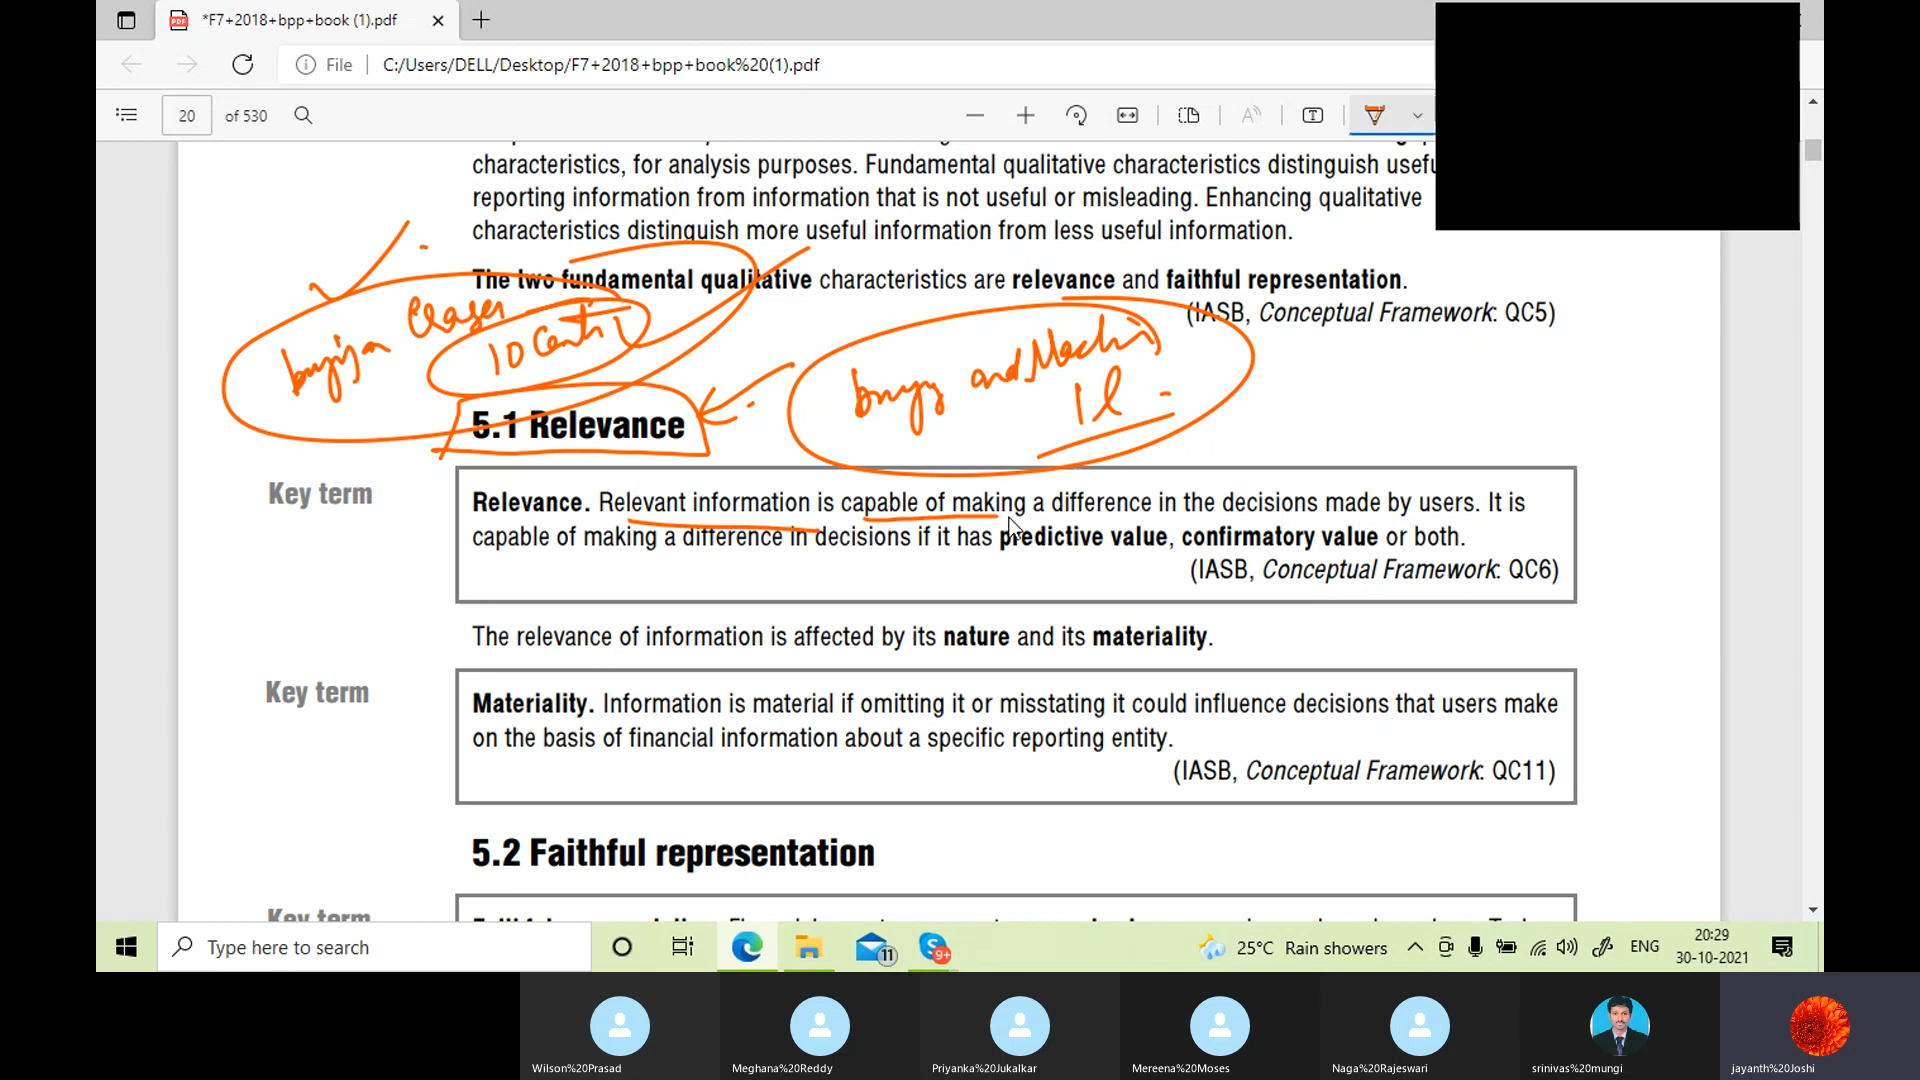 *F7+2018+bpp+book (1).pdf
File
C:/Users/DELL/Desktop/F7+2018+bpp+book%20(1).pdf
20 of 530
characteristics, for analysis purposes. Fundamental qualitative characteristics distinguish usefu
reporting information from information that is not useful or misleading. Enhancing qualitative
characteristics distinguish more useful information from less useful information.
The two fundamental qualitative characteristics are relevance and faithful representation.
(IASB, Conceptual Framework: QC5)
eraser
10
and
5.1 Relevance
Key term
Relevance. Relevant information is capable of making a difference in the decisions made by users. It is
capable of making a difference in decisions if it has predictive value, confirmatory value or both.
(IASB, Conceptual Framework: QC6)
The relevance of information is affected by its nature and its materiality.
Key term
Materiality. Information is material if omitting it or misstating it could influence decisions that users make
on the basis of financial information about a specific reporting entity.
(IASB, Conceptual Framework: QC11)
5.2 Faithful representation
Key term
Type here to search
11
9+
25°C Rain showers
ENG
20:29
30-10-2021
Wilson%20Prasad
Meghana%20Reddy
Priyanka%20Jukalkar
Mereena%20Moses
Naga%20Rajeswari
srinivas%20mungi
jayanth%20Joshi